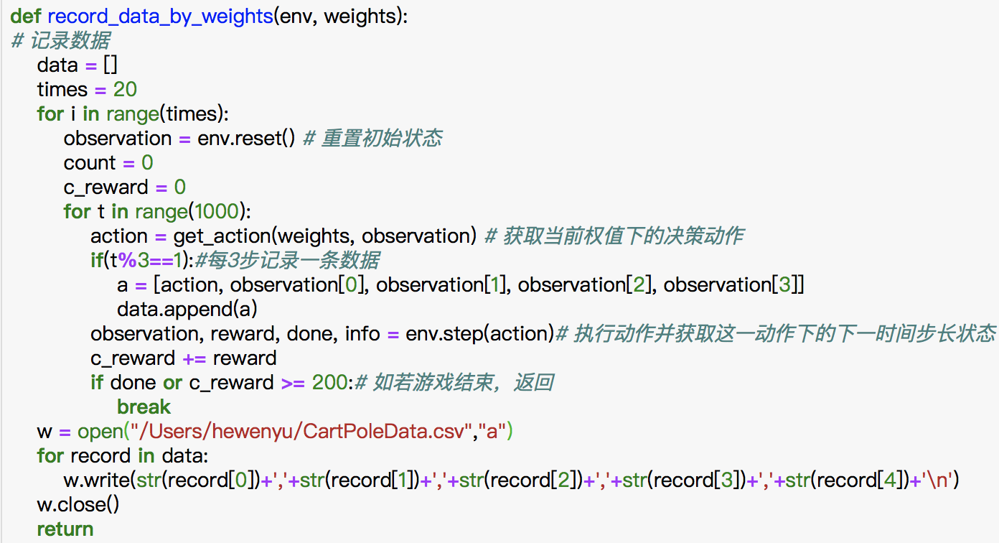 def record_data_by_weights(env, weights):
# 记录数据
    data = []
    times = 20
    for i in range(times):
        observation = env.reset() # 重置初始状态
        count = 0
        c_reward = 0
        for t in range(1000):
            action = get_action(weights, observation) # 获取当前权值下的决策动作
            if(t%3==1):#每3步记录一条数据
                a = [action, observation[0], observation[1], observation[2], observation[3]]
                data.append(a)
            observation, reward, done, info = env.step(action)# 执行动作并获取这一动作下的下一时间步长状态
            c_reward += reward
            if done or c_reward >= 200:# 如若游戏结束，返回
                break
    w = open("/Users/hewenyu/CartPoleData.csv","a")
    for record in data:
        w.write(str(record[0])+','+str(record[1])+','+str(record[2])+','+str(record[3])+','+str(record[4])+'\n')
    w.close()
    return